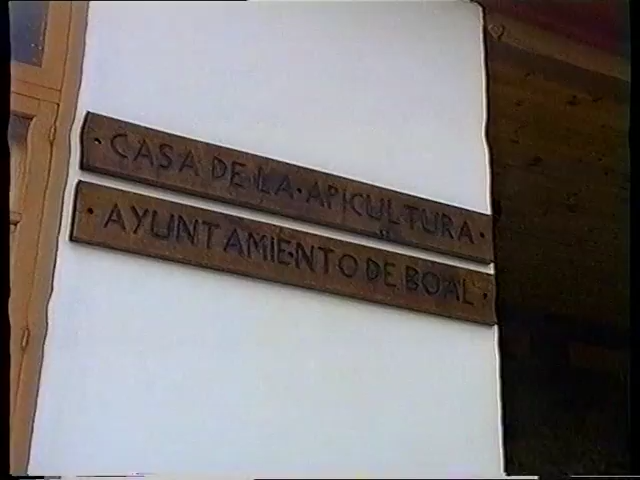 · CASA DE·LA·APICULTURA·
· AYUNTAMIENTO DE BOAL ·